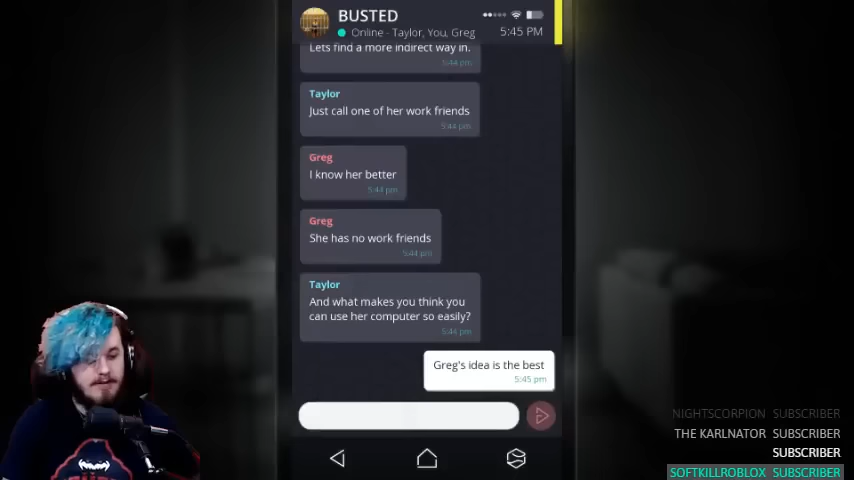 BUSTED
Online - Taylor, You, Greg
5:45 PM
Lets find a more indirect way in.
5:44 pm
Taylor
Just call one of her work friends
5:44 pm
Greg
I know her better
5:44 pm
Greg
She has no work friends
5:44 pm
Taylor
And what makes you think you
can use her computer so easily?
5:44 pm
Greg's idea is the best
5:45 pm
NIGHTSCORPION SUBSCRIBER
THE KARLNATOR SUBSCRIBER
SUBSCRIBER
SOFTKILLROBLOX SUBSCRIBER